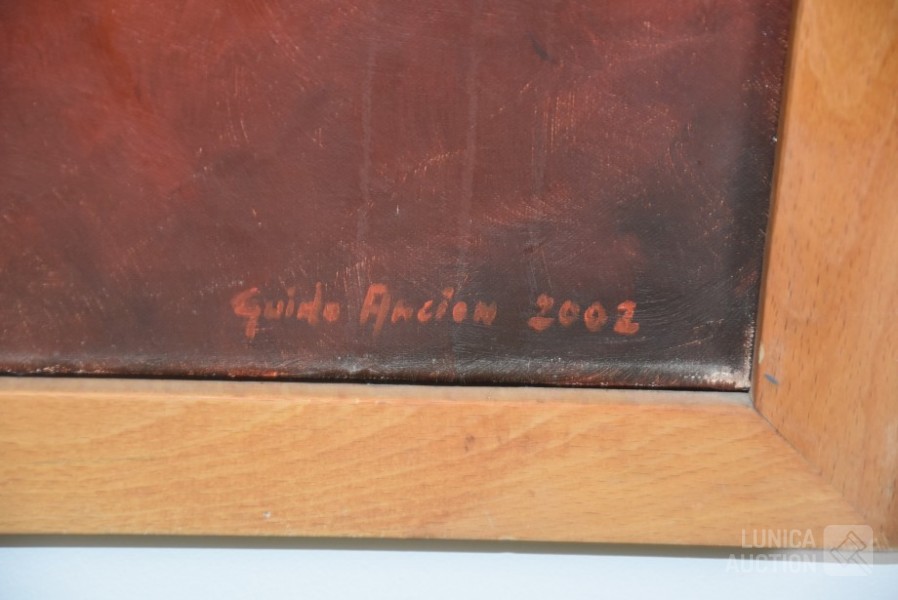 Guido Ancion 2002
LUNICA
AUCTION